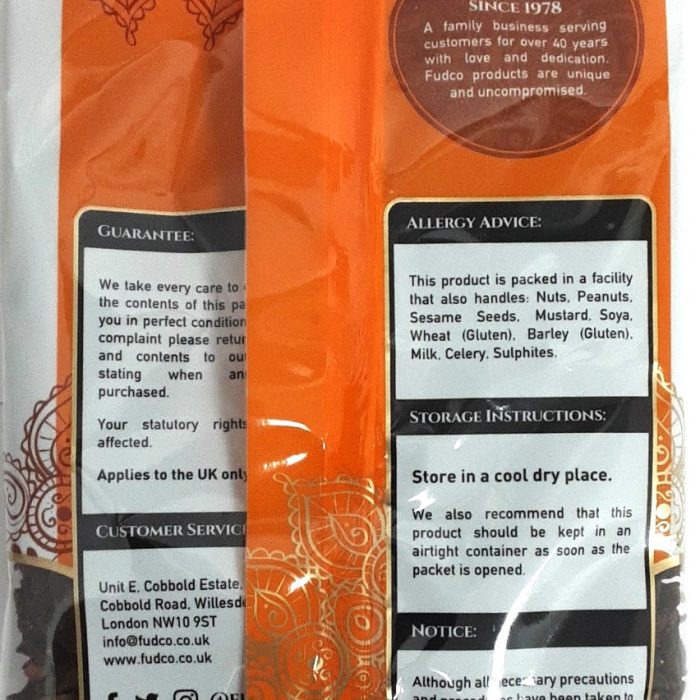 SINCE 1978
A family business serving
customers for over 40 years
with love and dedication.
Fudco products are unique
and uncompromised.
GUARANTEE:
We take every care to
the contents of this pa
you in perfect condition
complaint please retur
and contents to ou
stating when an
purchased.
Your statutory rights
affected.
Applies to the UK only
CUSTOMER SERVIC
Unit E, Cobbold Estate,
Cobbold Road, Willesde
London NW10 9ST
info@fudco.co.uk
www.fudco.co.uk
ALLERGY ADVICE:
This product is packed in a facility
that also handles: Nuts, Peanuts,
Sesame Seeds, Mustard, Soya,
Wheat (Gluten), Barley (Gluten),
Milk, Celery, Sulphites.
STORAGE INSTRUCTIONS:
Store in a cool dry place.
We also recommend that this
product should be kept in an
airtight container as soon as the
packet is opened.
NOTICE:
Although all necessary precautions
have been taken